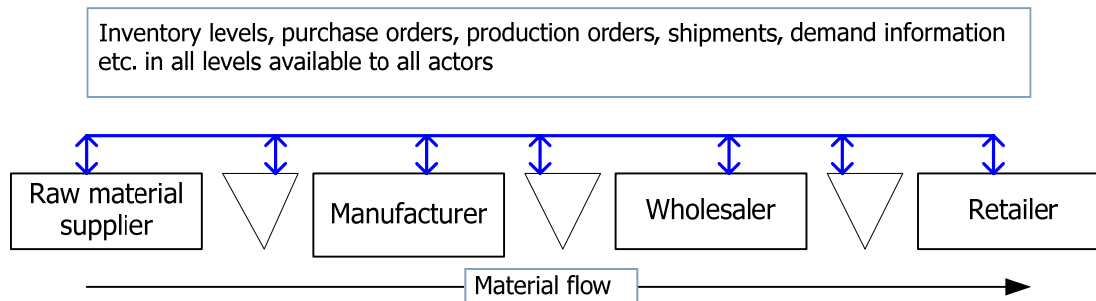 Inventory levels, purchase orders, production orders, shipments, demand information
etc. in all levels available to all actors
Raw material
supplier
Manufacturer
Wholesaler
Retailer
Material flow